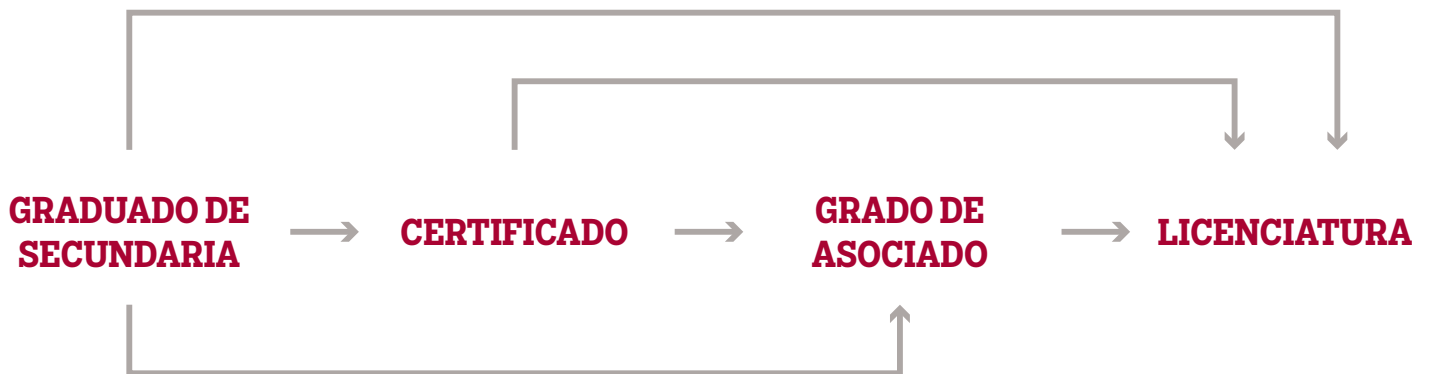 GRADUADO DE
SECUNDARIA
CERTIFICADO
GRADO DE
ASOCIADO
LICENCIATURA